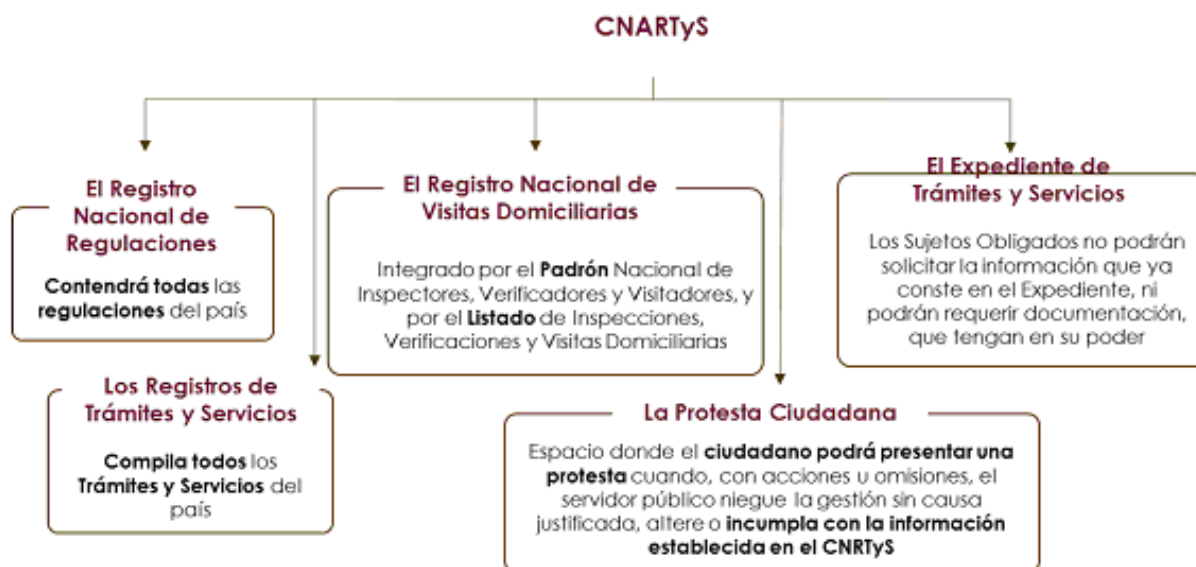 CNARTyS
El Registro
Nacional de
Regulaciones
Contendrá todas las
regulaciones del país
Los Registros de
Trámites y Servicios
Compila todos los
Trámites y Servicios del
país
El Registro Nacional de
Visitas Domiciliarias
Integrado por el Padrón Nacional de
Inspectores, Verificadores y Visitadores, y
por el Listado de Inspecciones,
Verificaciones y Visitas Domiciliarias
La Protesta Ciudadana
Espacio donde el ciudadano podrá presentar una
protesta cuando, con acciones u omisiones, el
servidor público niegue la gestión sin causa
justificada, altere o incumpla con la información
establecida en el CNRTyS
El Expediente de
Trámites y Servicios
Los Sujetos Obligados no podrán
solicitar la información que ya
conste en el Expediente, ni
podrán requerir documentación,
que tengan en su poder